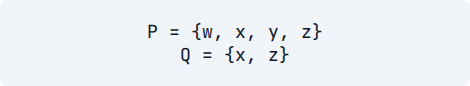 P = {w, x, y, z}
Q = {x, z}